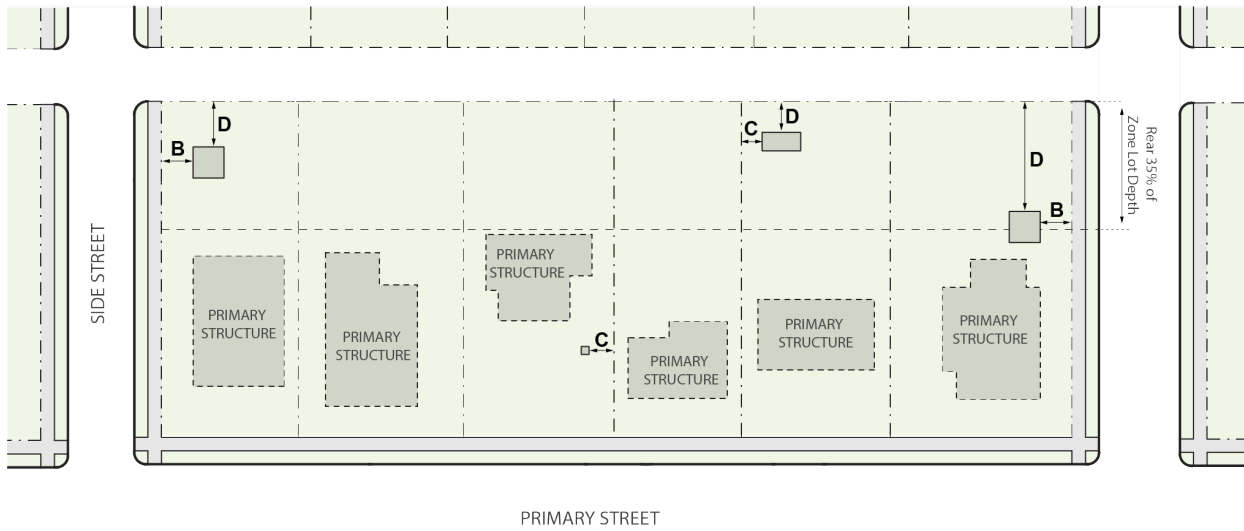 D
B
C
D
D
B
Rear 35% of
Zone Lot Depth
SIDE STREET
PRIMARY
STRUCTURE
PRIMARY
STRUCTURE
PRIMARY
STRUCTURE
C
PRIMARY
STRUCTURE
PRIMARY
STRUCTURE
PRIMARY
STRUCTURE
PRIMARY STREET